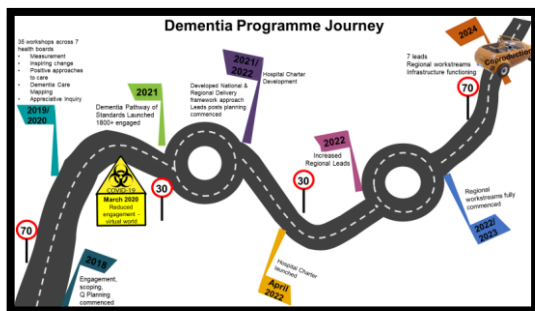 Dementia Programme Journey
35 workshops across 7
health boards
• Measurement
• Inspiring change
• Positive approaches
to care
• Dementia Care
Mapping
• Appreciative Inquiry
2019/
2020
2021
Dementia Pathway of
Standards Launched
1800+ engaged
2021/
2022
Hospital Charter
Development
Developed National &
Regional Delivery
framework approach
Leads posts planning
commenced
2024
Coproduction
7 leads
Regional workstreams
Infrastructure functioning
70
COVID-19
March 2020
Reduced
engagement -
virtual world
30
30
2022
Increased
Regional Leads
70
2018
Engagement,
scoping,
Q Planning
commenced
Hospital Charter
launched
April
2022
Regional
workstreams fully
commenced
2022/
2023